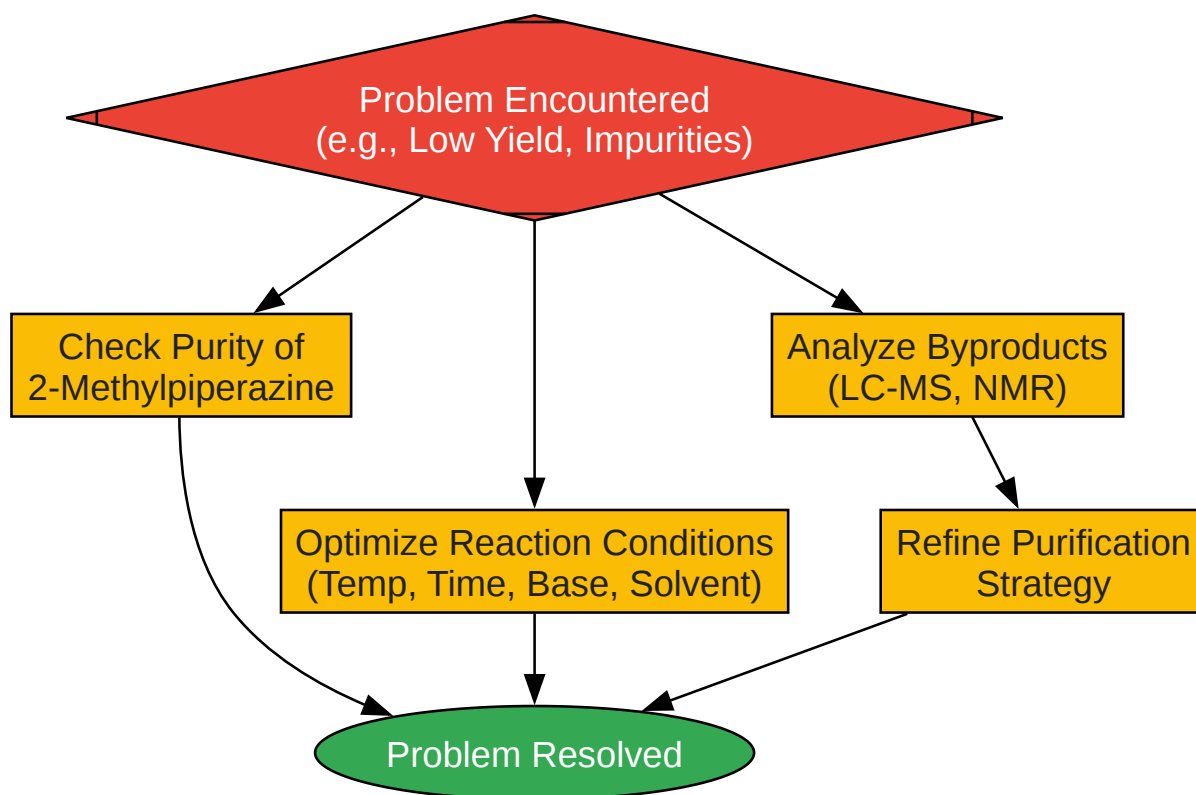 Problem Encountered
(e.g., Low Yield, Impurities)
Check Purity of
2-Methylpiperazine
Analyze Byproducts
(LC-MS, NMR)
Optimize Reaction Conditions
(Temp, Time, Base, Solvent)
Refine Purification
Strategy
Problem Resolved